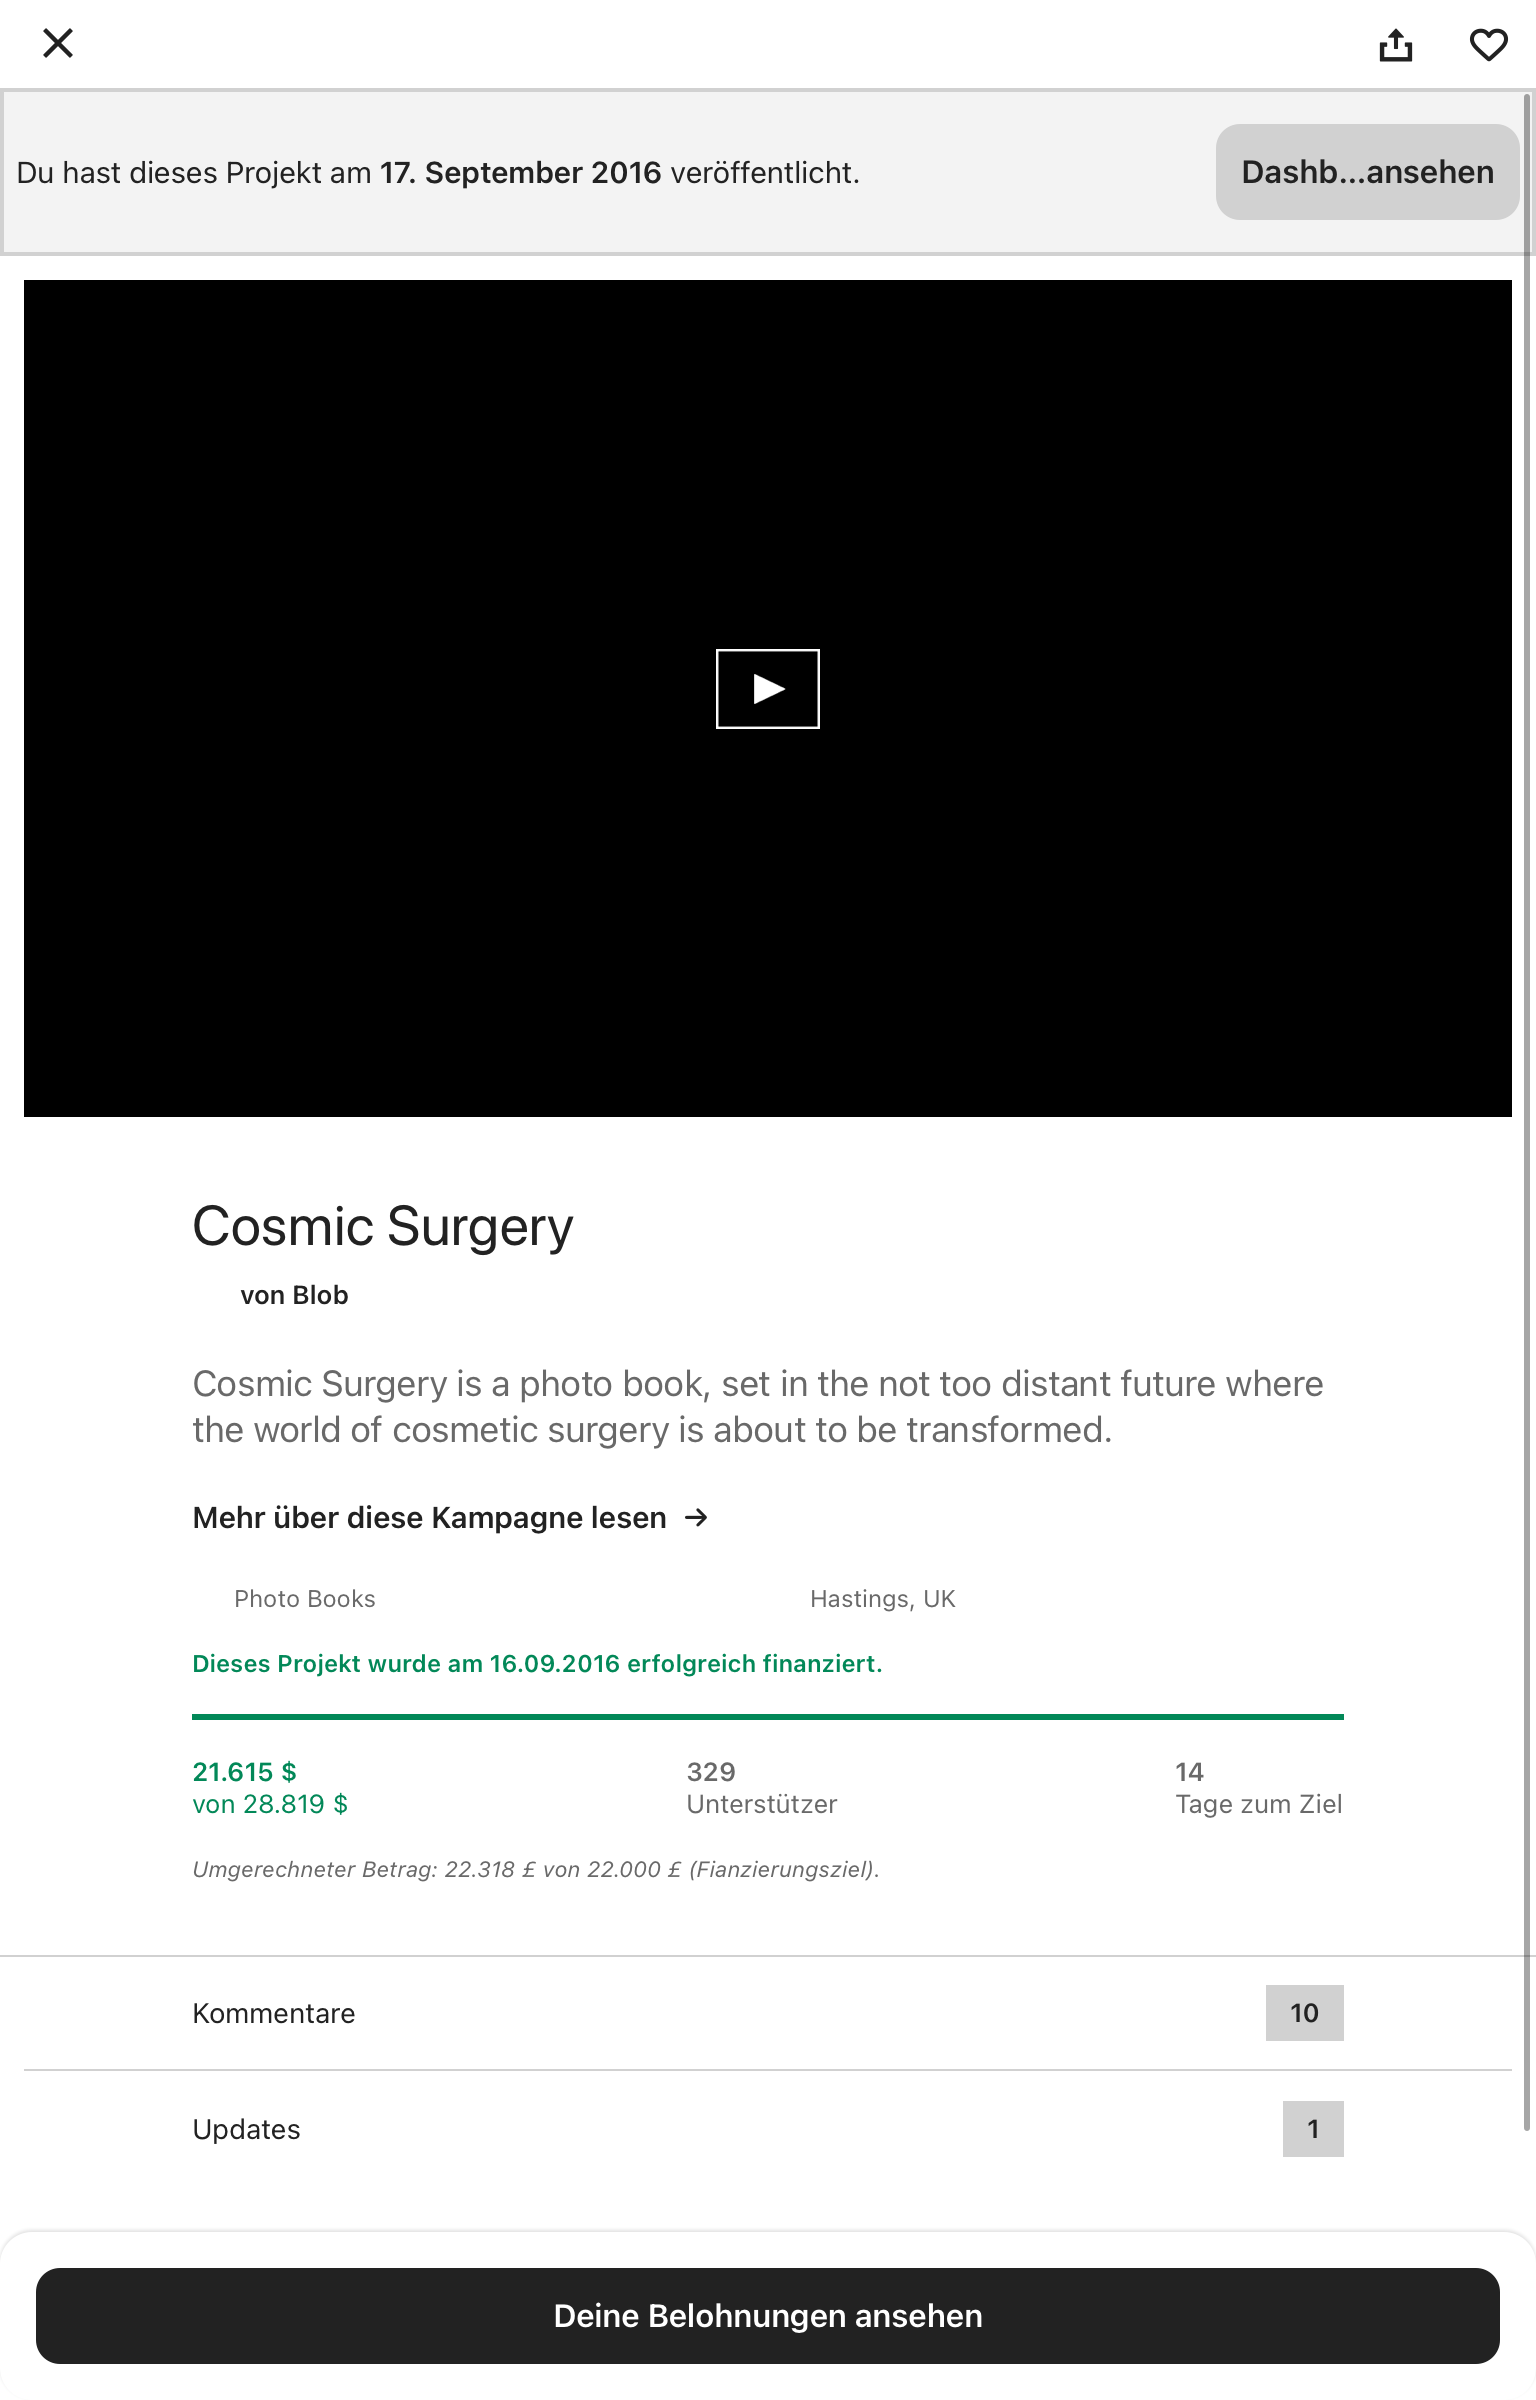 Du hast dieses Projekt am 17. September 2016 veröffentlicht.
Dashb...ansehen
Cosmic Surgery
von Blob
Cosmic Surgery is a photo book, set in the not too distant future where
the world of cosmetic surgery is about to be transformed.
Mehr über diese Kampagne lesen →
Photo Books
Hastings, UK
Dieses Projekt wurde am 16.09.2016 erfolgreich finanziert.
21.615 $
von 28.819 $
329
Unterstützer
14
Tage zum Ziel
Umgerechneter Betrag: 22.318 £ von 22.000 £ (Fianzierungsziel).
Kommentare
10
Updates
1
Deine Belohnungen ansehen